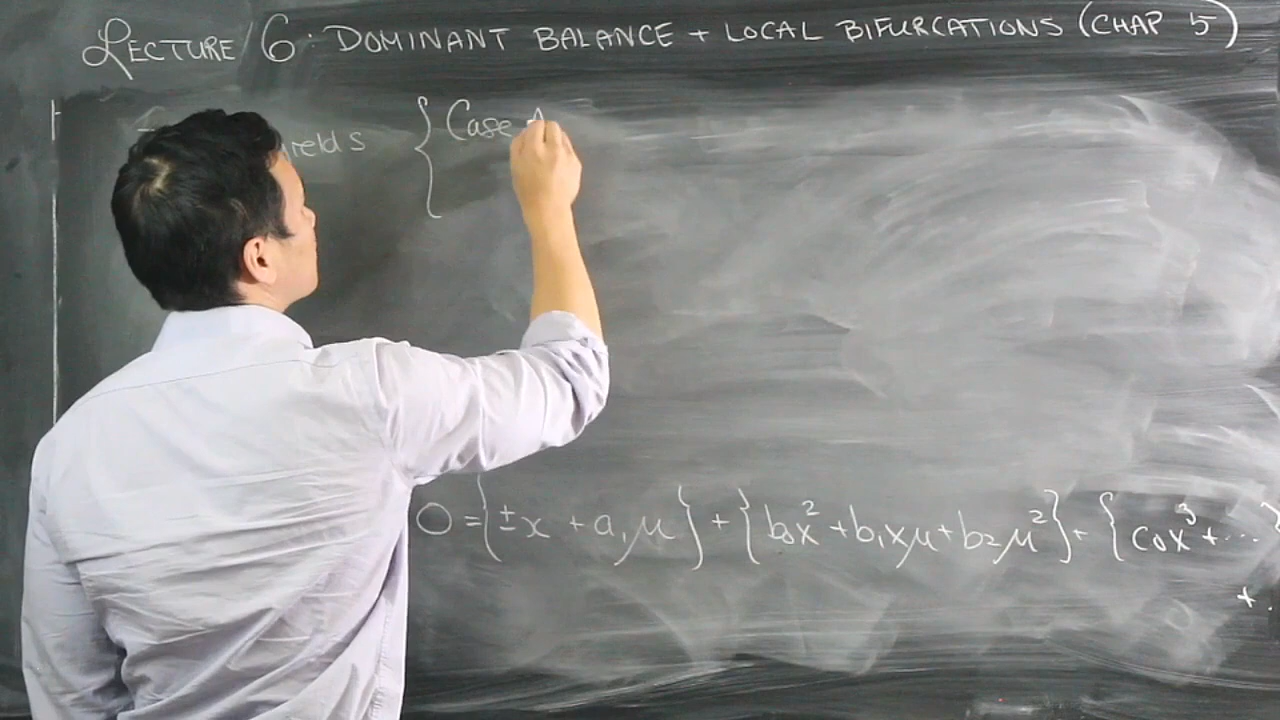 LECTURE 6: DOMINANT BALANCE + LOCAL BIFURCATIONS (CHAP 5)
{ Case A
0 = {±x + a₁μ} + {b₀x² + b₁xμ + b₂μ²} + {c₀x³ + ...}
+ ..